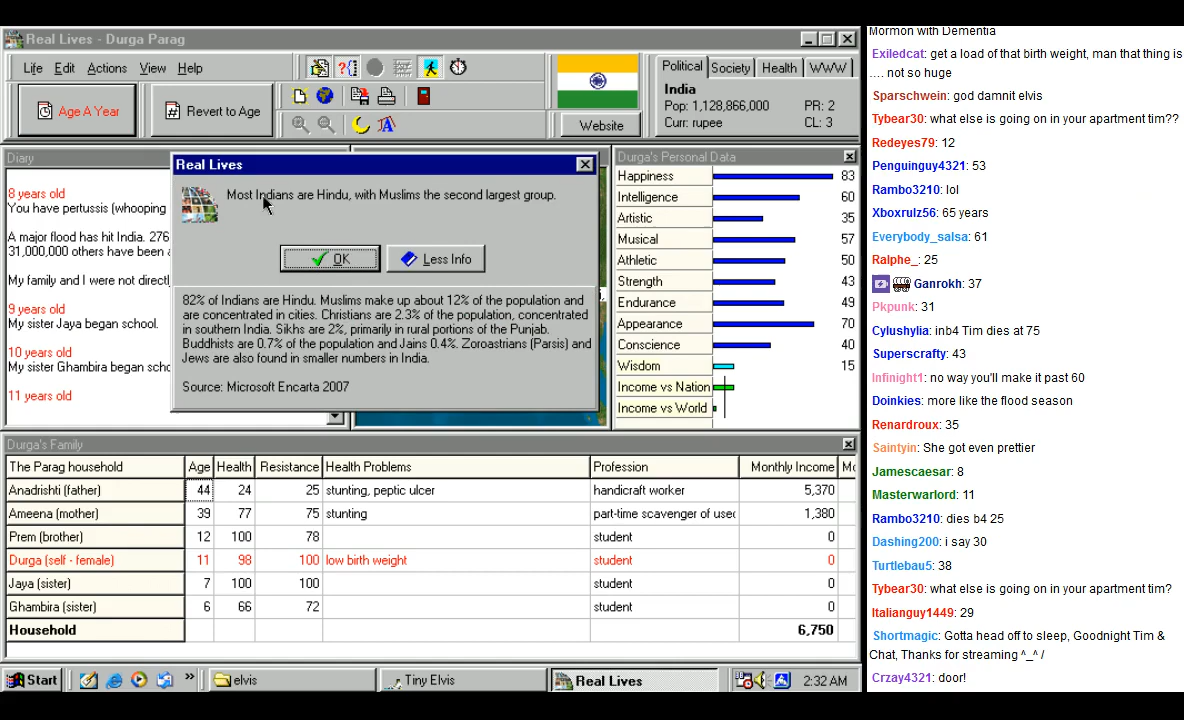 Real Lives - Durga Parag
Life Edit Actions View Help
Age A Year
Revert to Age
Website
Political Society Health WWW
India
Pop: 1,128,866,000 PR: 2
Curr: rupee CL: 3
Diary
8 years old
You have pertussis (whooping
A major flood has hit India. 276
31,000,000 others have been
My family and I were not direct
9 years old
My sister Jaya began school.
10 years old
My sister Ghambira began scho
11 years old
Real Lives
Most Indians are Hindu, with Muslims the second largest group.
OK Less Info
82% of Indians are Hindu. Muslims make up about 12% of the population and
are concentrated in cities. Christians are 2.3% of the population, concentrated
in southern India. Sikhs are 2%, primarily in rural portions of the Punjab.
Buddhists are 0.7% of the population and Jains 0.4%. Zoroastrians (Parsis) and
Jews are also found in smaller numbers in India.
Source: Microsoft Encarta 2007
Durga's Personal Data
Happiness 83
Intelligence 60
Artistic 35
Musical 57
Athletic 50
Strength 43
Endurance 49
Appearance 70
Conscience 40
Wisdom 15
Income vs Nation
Income vs World
Durga's Family
The Parag household Age Health Resistance Health Problems Profession Monthly Income Mo
Anadrishti (father) 44 24 25 stunting, peptic ulcer handicraft worker 5,370
Ameena (mother) 39 77 75 stunting part-time scavenger of used 1,380
Prem (brother) 12 100 78 student 0
Durga (self - female) 11 98 100 low birth weight student 0
Jaya (sister) 7 100 100 student 0
Ghambira (sister) 6 66 72 student 0
Household 6,750
Start » elvis Tiny Elvis Real Lives 2:32 AM
Mormon with Dementia
Exiledcat: get a load of that birth weight, man that thing is
.... not so huge
Sparschwein: god damnit elvis
Tybear30: what else is going on in your apartment tim??
Redeyes79: 12
Penguinguy4321: 53
Rambo3210: lol
Xboxrulz56: 65 years
Everybody_salsa: 61
Ralphe_: 25
Ganrokh: 37
Pkpunk: 31
Cylushylia: inb4 Tim dies at 75
Superscrafty: 43
Infinight1: no way you'll make it past 60
Doinkies: more like the flood season
Renardroux: 35
Saintyin: She got even prettier
Jamescaesar: 8
Masterwarlord: 11
Rambo3210: dies b4 25
Dashing200: i say 30
Turtlebau5: 38
Tybear30: what else is going on in your apartment tim?
Italianguy1449: 29
Shortmagic: Gotta head off to sleep, Goodnight Tim &
Chat, Thanks for streaming ^_^ /
Crzay4321: door!